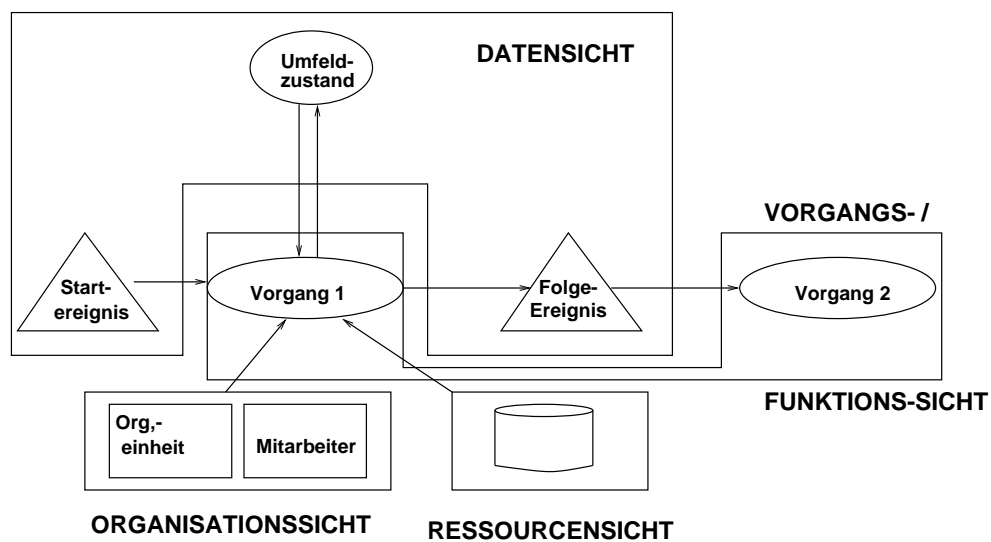 DATENSICHT
Umfeld-
zustand
VORGANGS- /
Start-
ereignis
Vorgang 1
Folge-
Ereignis
Vorgang 2
FUNKTIONS-SICHT
Org,-
einheit
Mitarbeiter
ORGANISATIONSSICHT
RESSOURCENSICHT